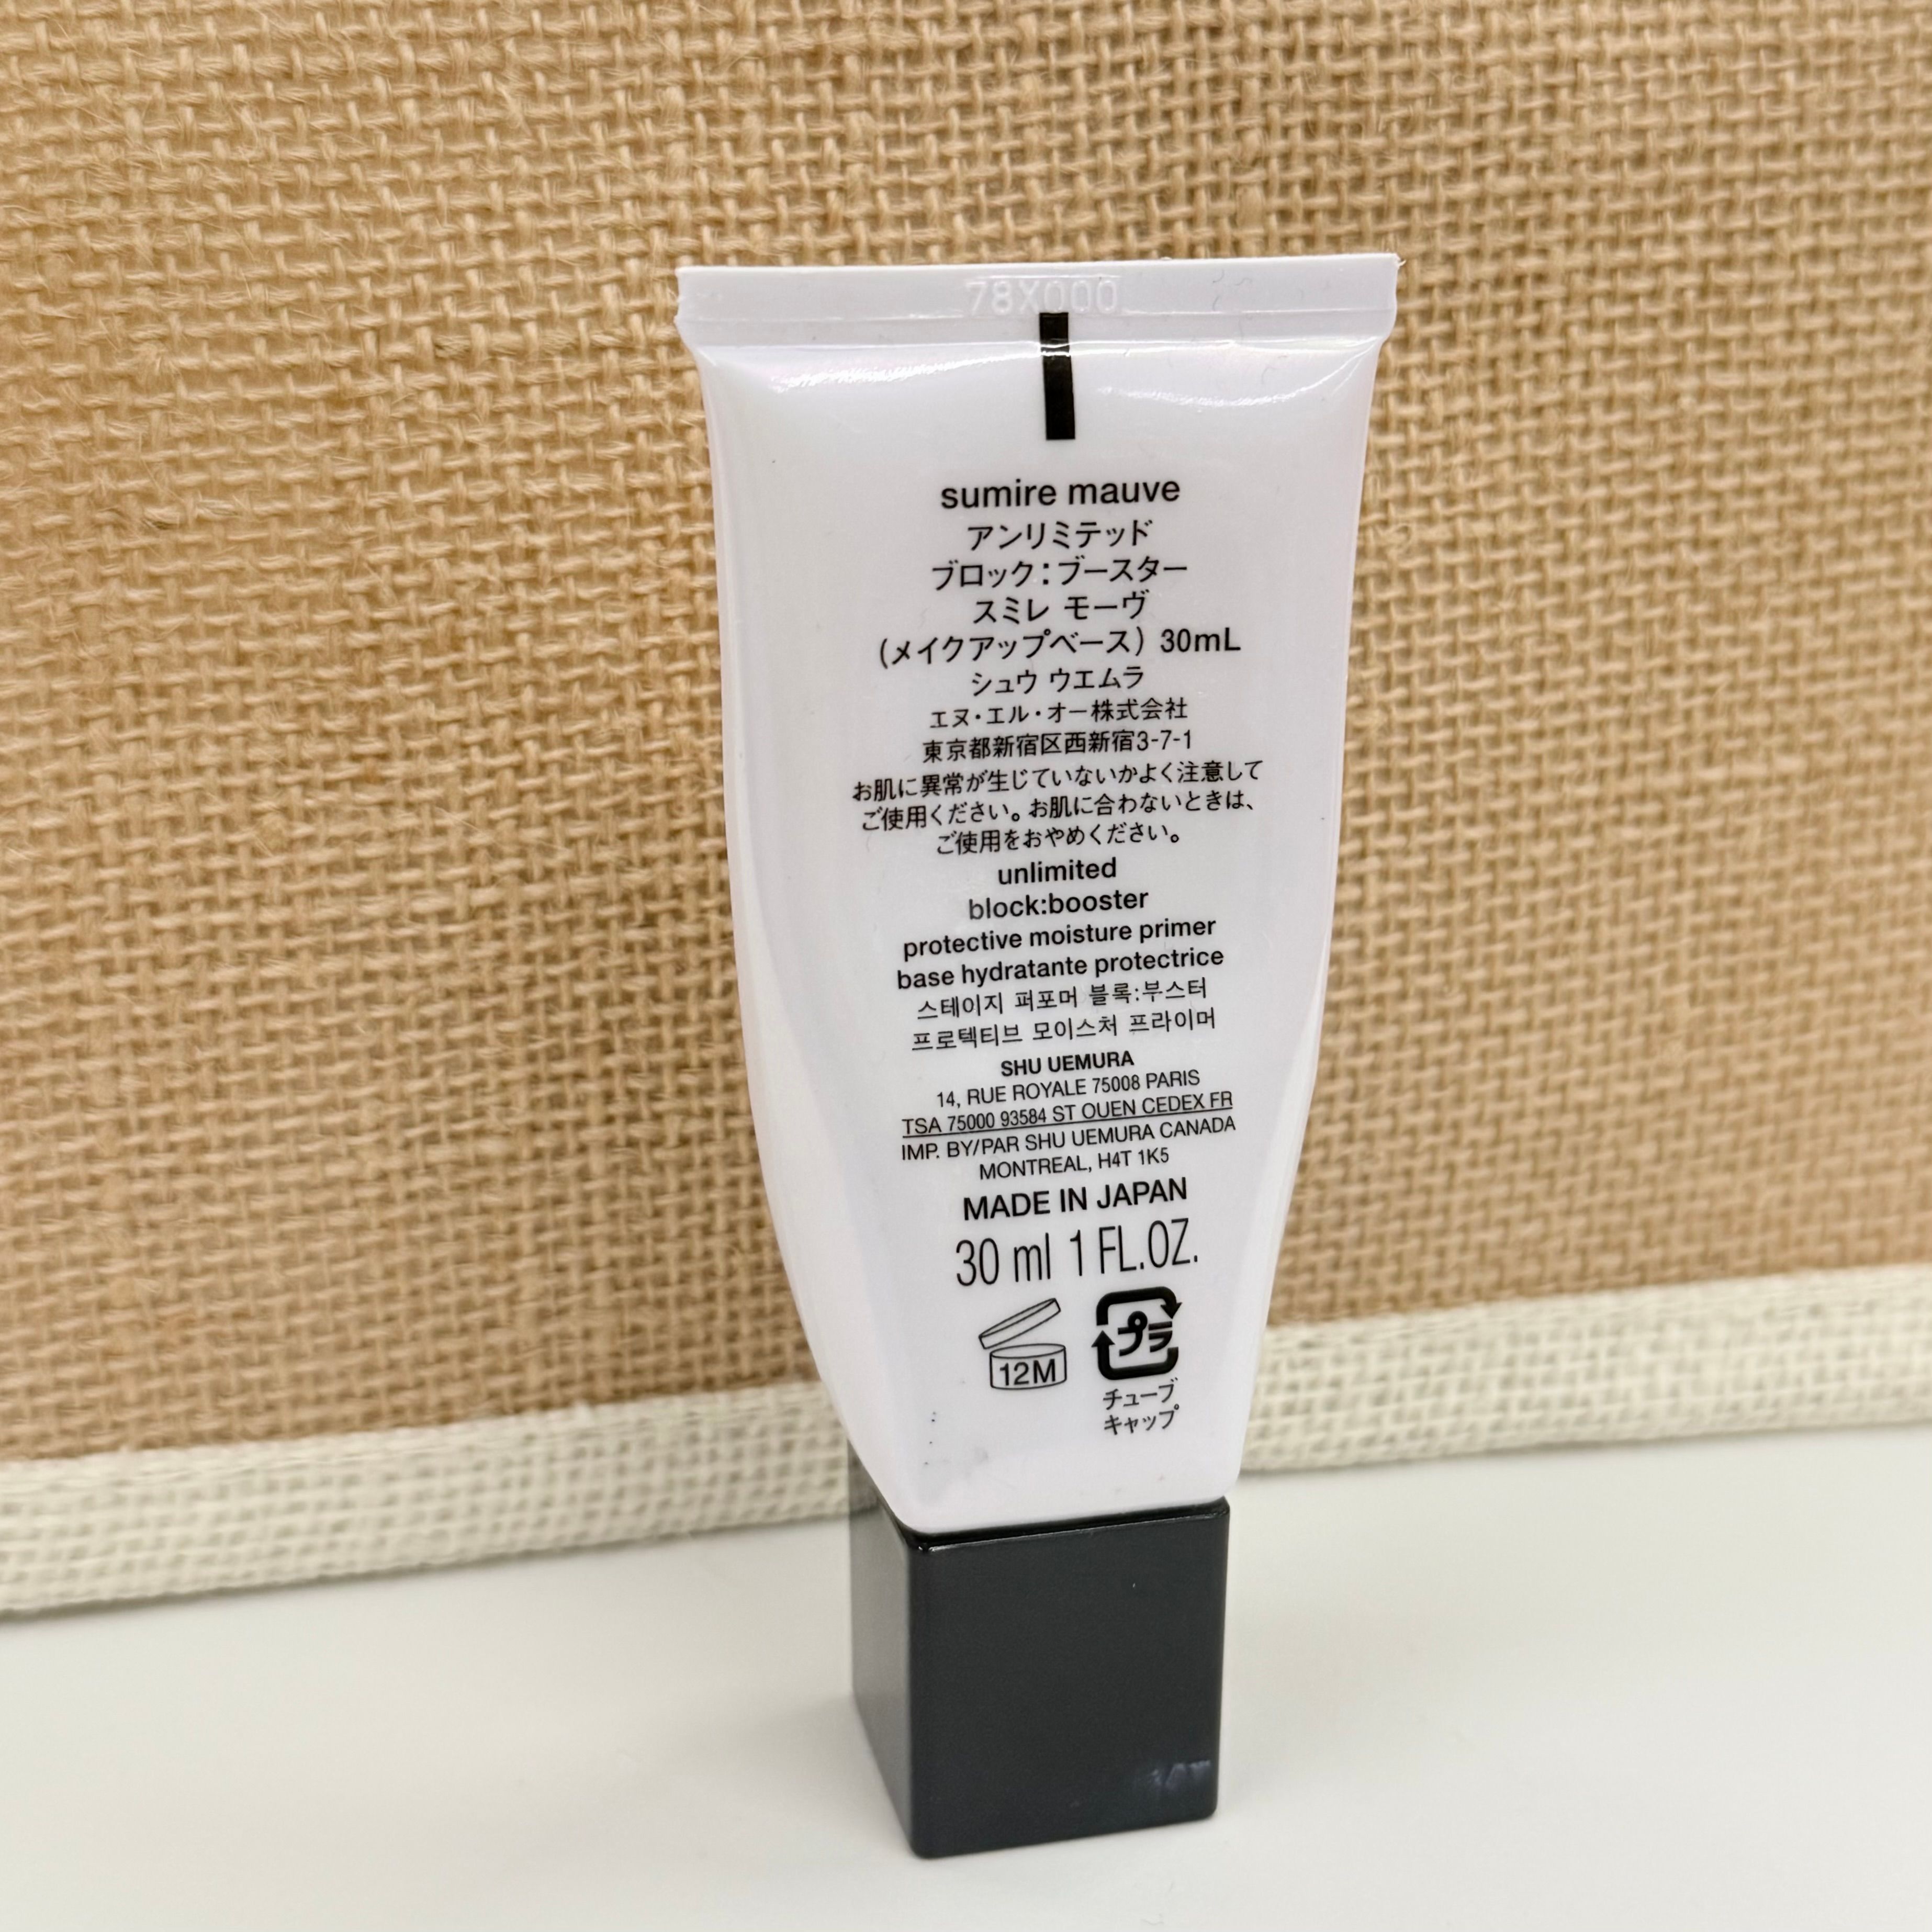 78X000
sumire mauve
アンリミテッド
ブロック:ブースター
スミレ モーヴ
(メイクアップベース) 30mL
シュウ ウエムラ
エヌ・エル・オー株式会社
東京都新宿区西新宿3-7-1
お肌に異常が生じていないかよく注意して
ご使用ください。お肌に合わないときは、
ご使用をおやめください。
unlimited
block:booster
protective moisture primer
base hydratante protectrice
스테이지 퍼포머 블록:부스터
프로텍티브 모이스처 프라이머
SHU UEMURA
14, RUE ROYALE 75008 PARIS
TSA 75000 93584 ST OUEN CEDEX FR
IMP. BY/PAR SHU UEMURA CANADA
MONTREAL, H4T 1K5
MADE IN JAPAN
30 ml 1 FL.OZ.
12M プラ
チューブ
キャップ